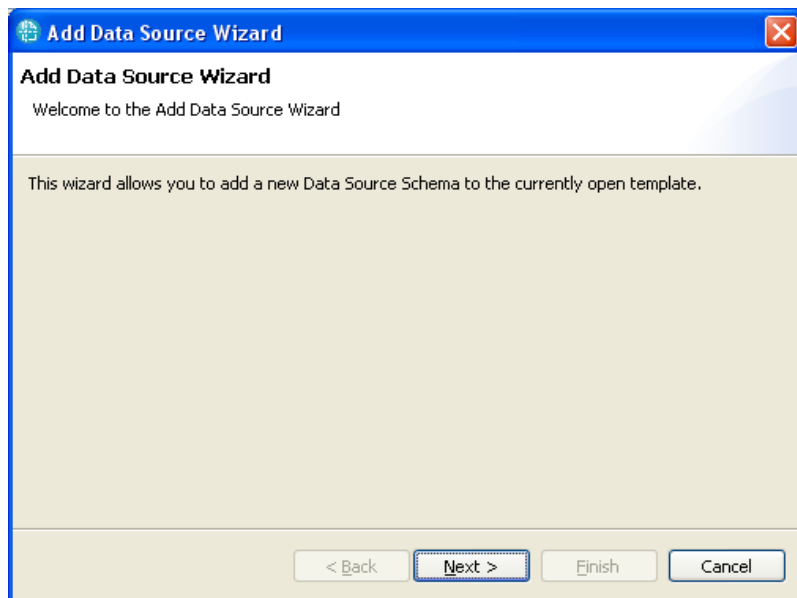 Add Data Source Wizard
Add Data Source Wizard
Welcome to the Add Data Source Wizard
This wizard allows you to add a new Data Source Schema to the currently open template.
< Back Next > Finish Cancel